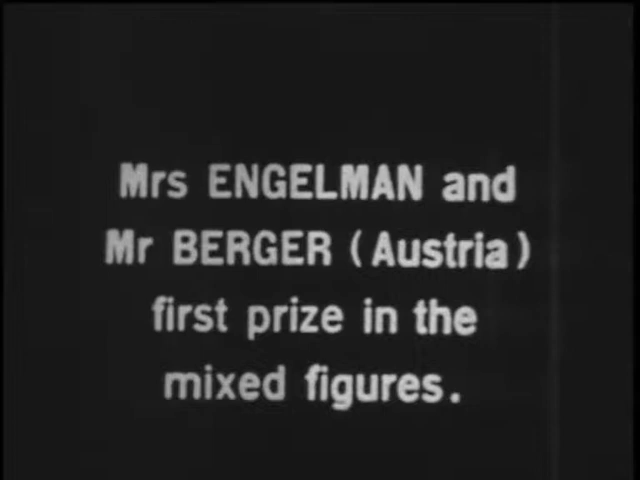 Mrs ENGELMAN and
Mr BERGER (Austria)
first prize in the
mixed figures.